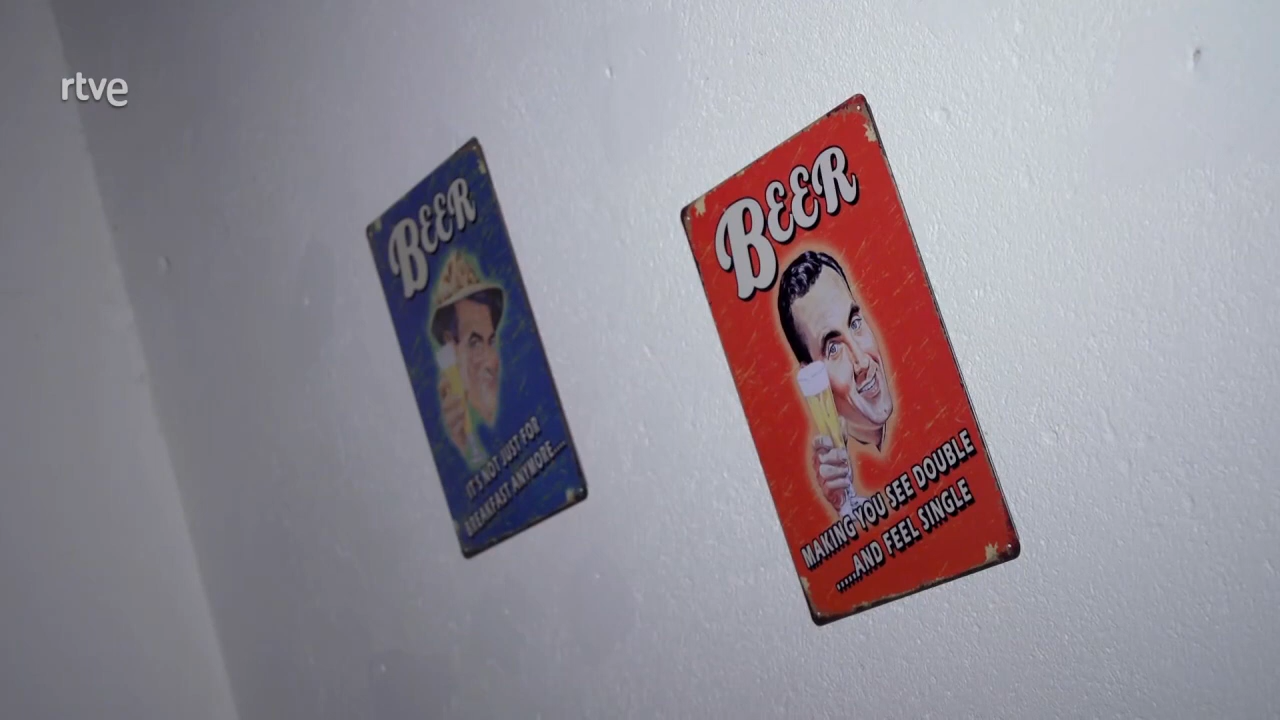 rtve
BEER
IT'S NOT JUST FOR
BREAKFAST ANYMORE....
BEER
MAKING YOU SEE DOUBLE
.....AND FEEL SINGLE